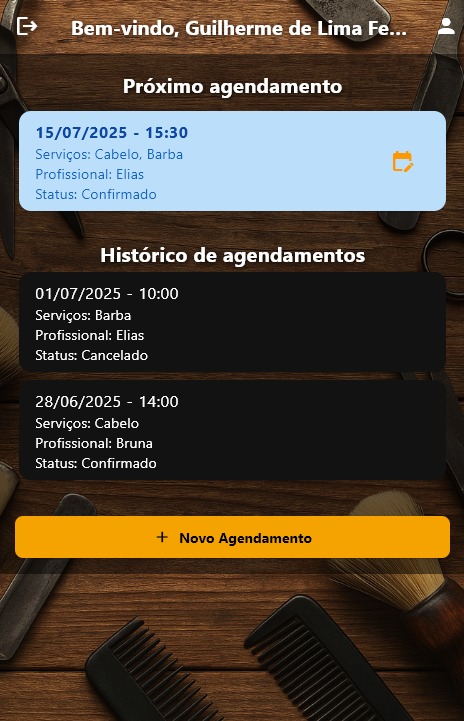 Bem-vindo, Guilherme de Lima Fe...
Próximo agendamento
15/07/2025 - 15:30
Serviços: Cabelo, Barba
Profissional: Elias
Status: Confirmado
Histórico de agendamentos
01/07/2025 - 10:00
Serviços: Barba
Profissional: Elias
Status: Cancelado
28/06/2025 - 14:00
Serviços: Cabelo
Profissional: Bruna
Status: Confirmado
+ Novo Agendamento